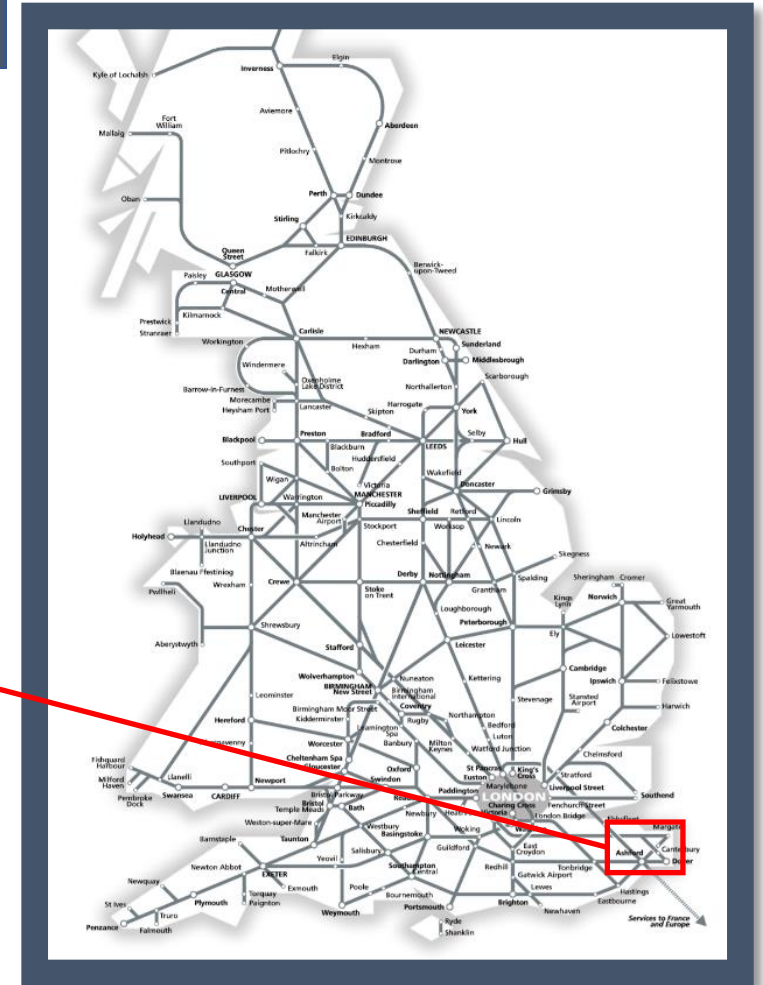 Elgin
Inverness
Kyle of Lochalsh
Aviemore
Fort
William
Mallaig
Aberdeen
Pitlochry
Montrose
Perth
Dundee
Oban
Stirling
Kirkcaldy
EDINBURGH
Falkirk
Queen
Street
GLASGOW
Central
Paisley
Motherwell
Berwick-
upon-Tweed
Prestwick
Stranraer
Kilmarnock
Carlisle
NEWCASTLE
Workington
Hexham
Durham
Sunderland
Darlington
Middlesbrough
Windermere
Oxenholme
Lake District
Northallerton
Scarborough
Barrow-in-Furness
Morecambe
Heysham Port
Lancaster
Harrogate
York
Skipton
Blackpool
Preston
Bradford
Selby
Hull
Blackburn
LEEDS
Huddersfield
Southport
Bolton
Wakefield
Wigan
Victoria
MANCHESTER
Piccadilly
Doncaster
Grimsby
LIVERPOOL
Warrington
Manchester
Airport
Sheffield
Retford
Stockport
Worksop
Lincoln
Llandudno
Holyhead
Chester
Llandudno
Junction
Altrincham
Chesterfield
Newark
Skegness
Blaenau Ffestiniog
Wrexham
Crewe
Stoke
on Trent
Derby
Nottingham
Grantham
Spalding
Sheringham
Cromer
Pwllheli
Kings
Lynn
Norwich
Great
Yarmouth
Loughborough
Shrewsbury
Peterborough
Ely
Lowestoft
Aberystwyth
Stafford
Leicester
Wolverhampton
Cambridge
BIRMINGHAM
New Street
Nuneaton
Kettering
Ipswich
Felixstowe
Birmingham
International
Leominster
Coventry
Stevenage
Stansted
Airport
Harwich
Birmingham Moor Street
Kidderminster
Rugby
Northampton
Hereford
Leamington
Spa
Bedford
Colchester
Worcester
Banbury
Milton
Keynes
Luton
Watford Junction
Chelmsford
Cheltenham Spa
Gloucester
Oxford
St Pancras
King's
Cross
Stratford
Fishguard
Harbour
Llanelli
Euston
Milford
Haven
Newport
Swindon
Paddington
Marylebone
Liverpool Street
Pembroke
Dock
Swansea
CARDIFF
LONDON
Southend
Bristol
Temple Meads
Bath
Charing Cross
Fenchurch Street
Victoria
London Bridge
Newbury
Weston-super-Mare
Westbury
Basingstoke
Woking
Margate
Barnstaple
Taunton
Guildford
East
Croydon
Ashford
Canterbury
Dover
Salisbury
Yeovil
Southampton
Central
Redhill
Tonbridge
Newton Abbot
EXETER
Gatwick Airport
Newquay
Exmouth
Poole
Lewes
Hastings
Torquay
Paignton
Bournemouth
Eastbourne
St Ives
Plymouth
Weymouth
Portsmouth
Brighton
Newhaven
Truro
Penzance
Falmouth
Ryde
Shanklin
Services to France
and Europe